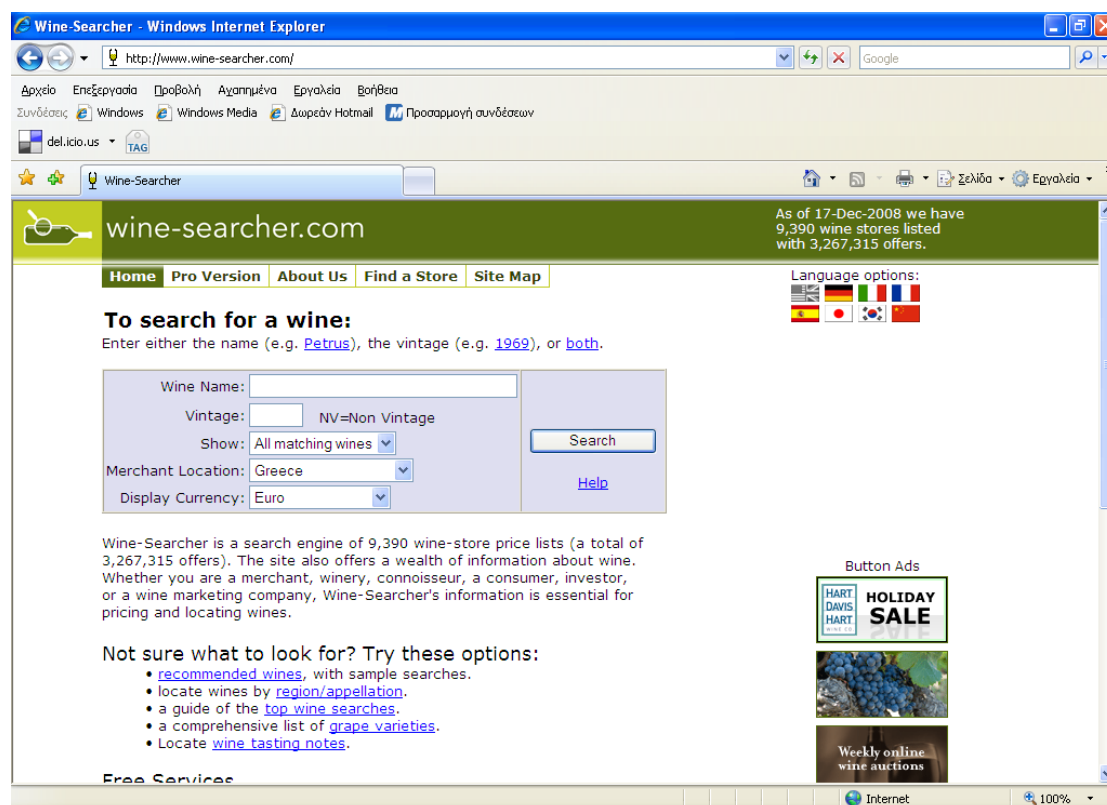 Wine-Searcher - Windows Internet Explorer
http://www.wine-searcher.com/
Google
Αρχείο Επεξεργασία Προβολή Αγαπημένα Εργαλεία Βοήθεια
Συνδέσεις Windows Windows Media Δωρεάν Hotmail Προσαρμογή συνδέσεων
del.icio.us TAG
Wine-Searcher
Σελίδα Εργαλεία
wine-searcher.com
As of 17-Dec-2008 we have
9,390 wine stores listed
with 3,267,315 offers.
Home Pro Version About Us Find a Store Site Map
Language options:
To search for a wine:
Enter either the name (e.g. Petrus), the vintage (e.g. 1969), or both.
Wine Name:
Vintage: NV=Non Vintage
Show: All matching wines
Search
Merchant Location: Greece
Help
Display Currency: Euro
Wine-Searcher is a search engine of 9,390 wine-store price lists (a total of
3,267,315 offers). The site also offers a wealth of information about wine.
Whether you are a merchant, winery, connoisseur, a consumer, investor,
or a wine marketing company, Wine-Searcher's information is essential for
pricing and locating wines.
Button Ads
HART
DAVIS
HART
WINE CO.
HOLIDAY
SALE
Not sure what to look for? Try these options:
• recommended wines, with sample searches.
• locate wines by region/appellation.
• a guide of the top wine searches.
• a comprehensive list of grape varieties.
• Locate wine tasting notes.
Weekly online
wine auctions
Free Services
Internet 100%